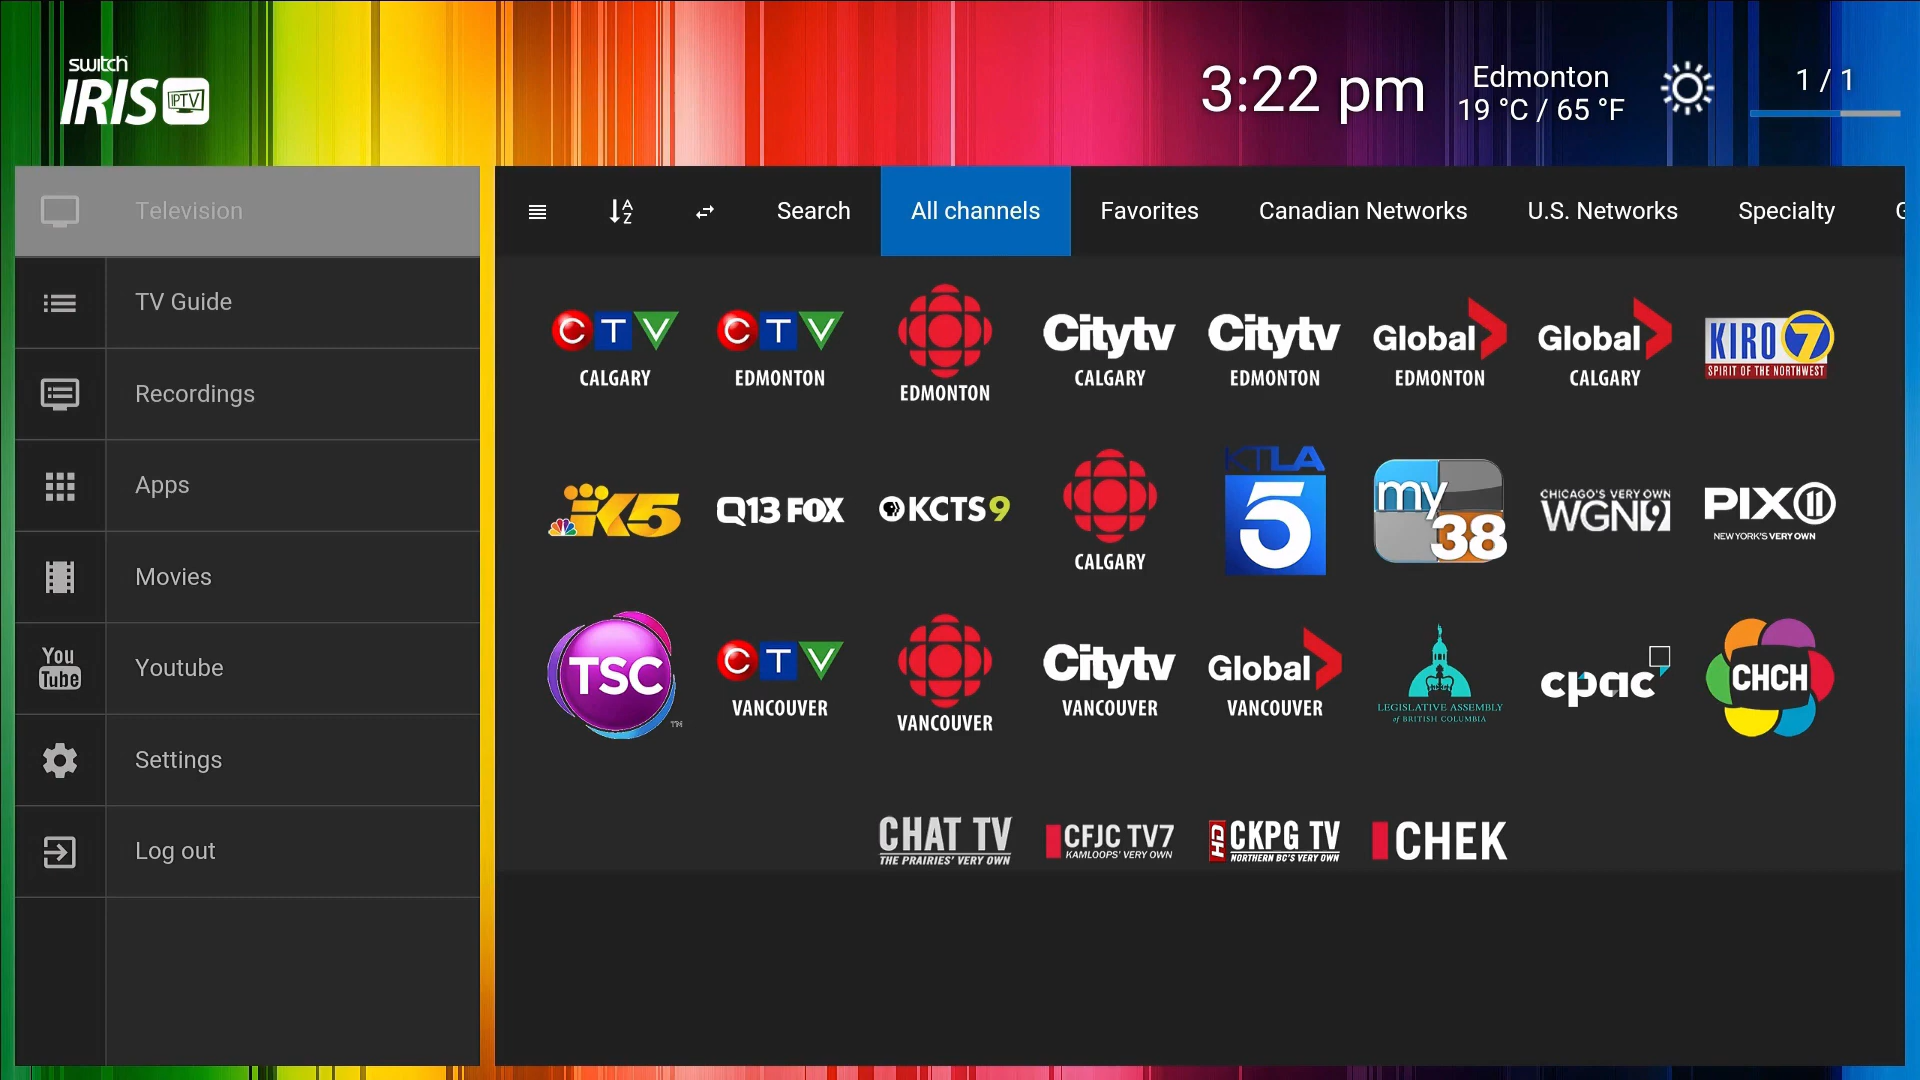 switch
IRIS IPTV
3:22 pm
Edmonton
19 °C / 65 °F
1 / 1
Television
TV Guide
Recordings
Apps
Movies
You
Tube
Youtube
Settings
Log out
A
Z
Search
All channels
Favorites
Canadian Networks
U.S. Networks
Specialty
CTV
CALGARY
CTV
EDMONTON
EDMONTON
Citytv
CALGARY
Citytv
EDMONTON
Global
EDMONTON
Global
CALGARY
KIRO 7
SPIRIT OF THE NORTHWEST
K5
Q13 FOX
KCTS 9
CALGARY
KTLA
5
my
38
CHICAGO'S VERY OWN
WGN 9
PIX 11
NEW YORK'S VERY OWN
TSC
TM
CTV
VANCOUVER
VANCOUVER
Citytv
VANCOUVER
Global
VANCOUVER
LEGISLATIVE ASSEMBLY
of BRITISH COLUMBIA
cpac
CHCH
CHAT TV
THE PRAIRIES' VERY OWN
CFJC TV7
KAMLOOPS' VERY OWN
HD
CKPG TV
NORTHERN BC'S VERY OWN
CHEK